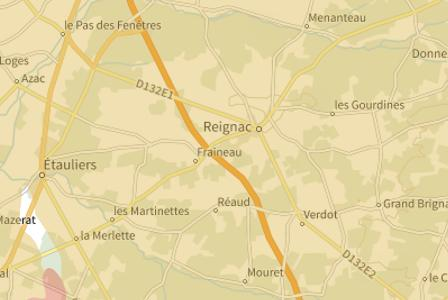 Menanteau
le Pas des Fenêtres
Donne
Loges
Azac
D132E1
les Gourdines
Reignac
Fraineau
Étauliers
Réaud
Grand Brigna
les Martinettes
Verdot
Mazerat
la Merlette
D132E2
al
Mouret
le C